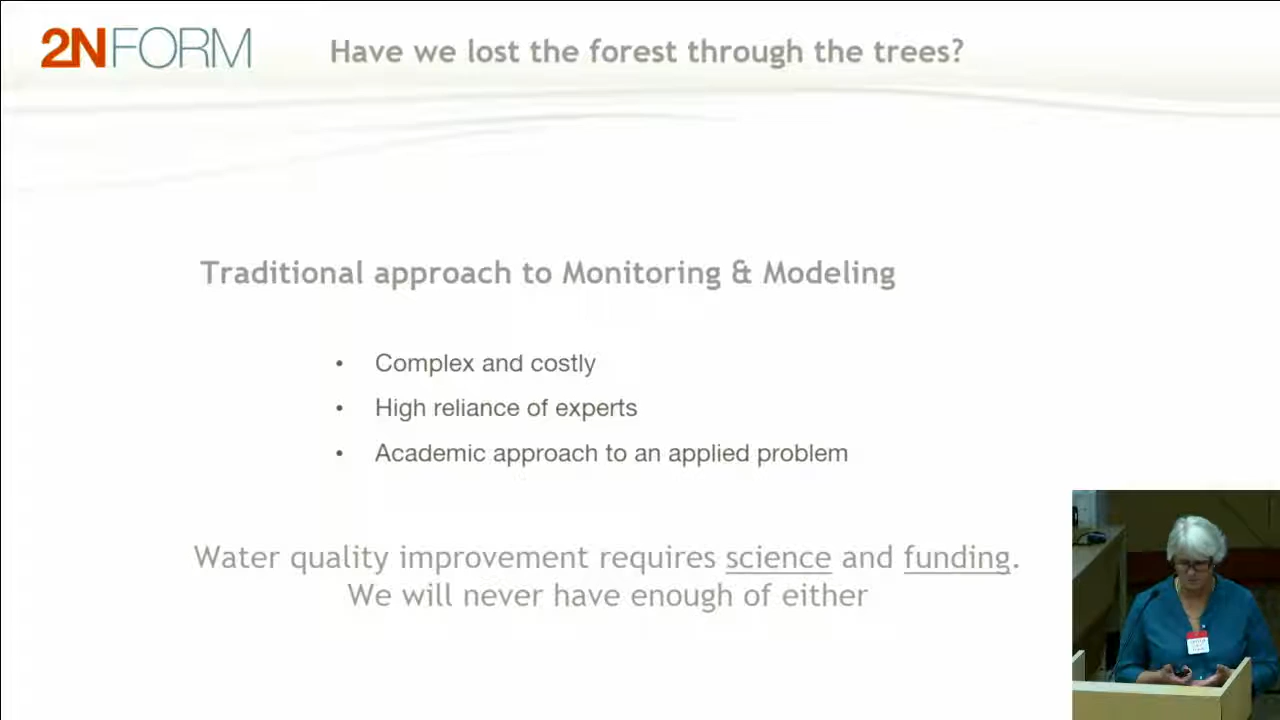 2NFORM
Have we lost the forest through the trees?
Traditional approach to Monitoring & Modeling
• Complex and costly
• High reliance of experts
• Academic approach to an applied problem
Water quality improvement requires science and funding.
We will never have enough of either